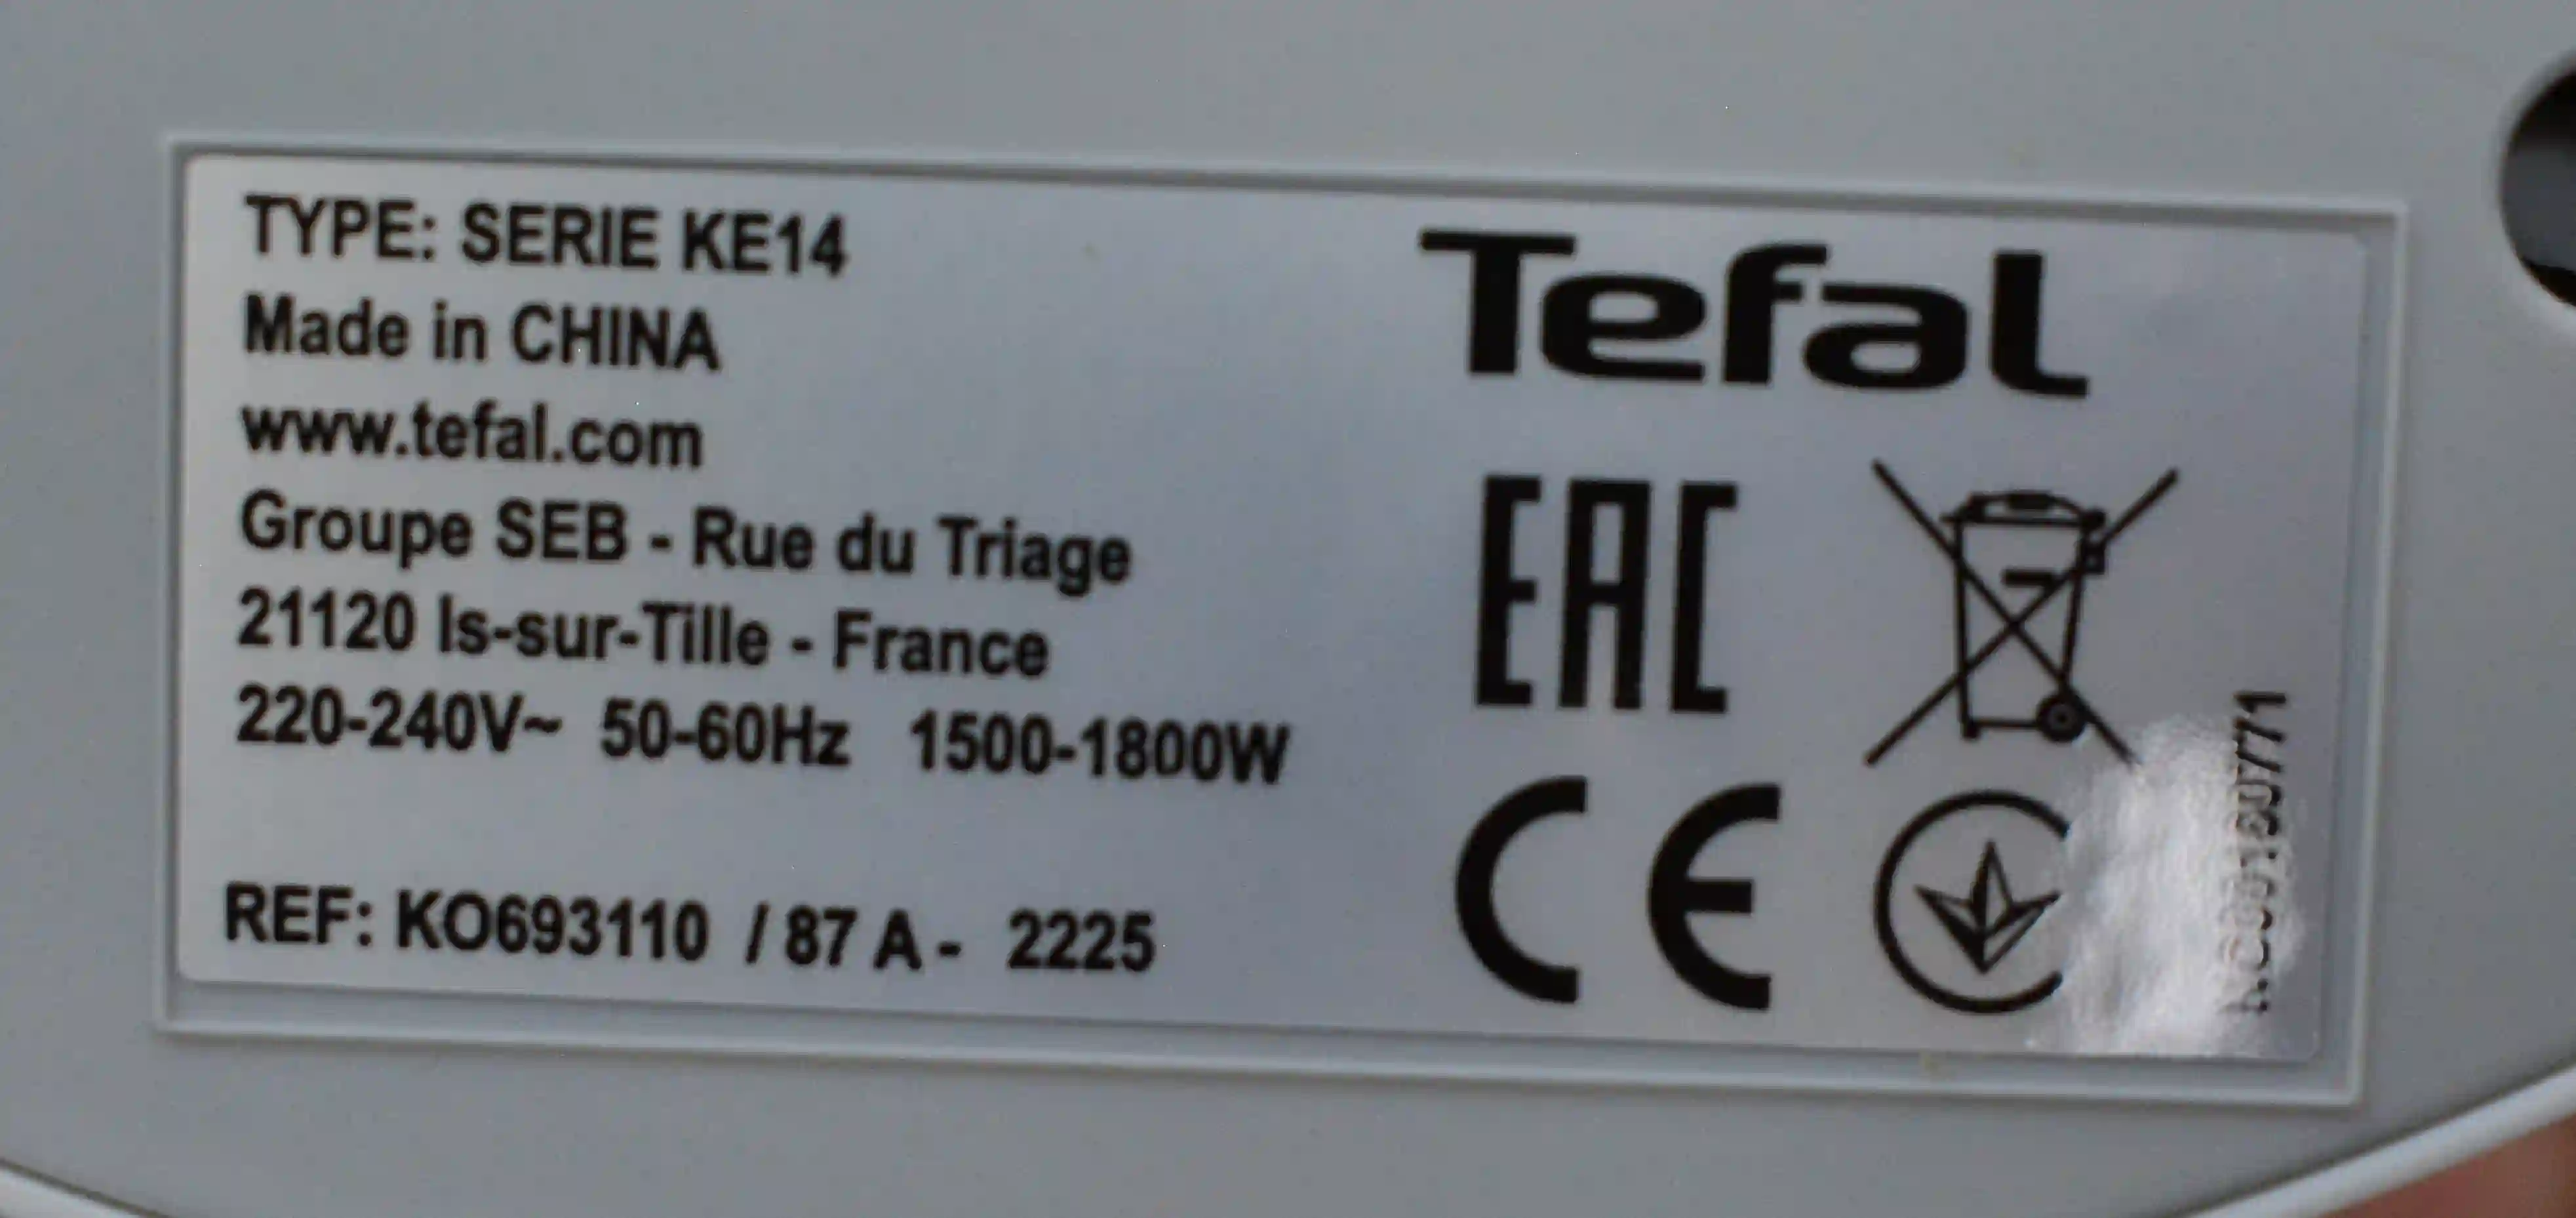 TYPE: SERIE KE14
Made in CHINA
www.tefal.com
Groupe SEB - Rue du Triage
21120 Is-sur-Tille - France
220-240V~ 50-60Hz 1500-1800W
REF: KO693110 / 87 A - 2225
Tefal
EAC
CE